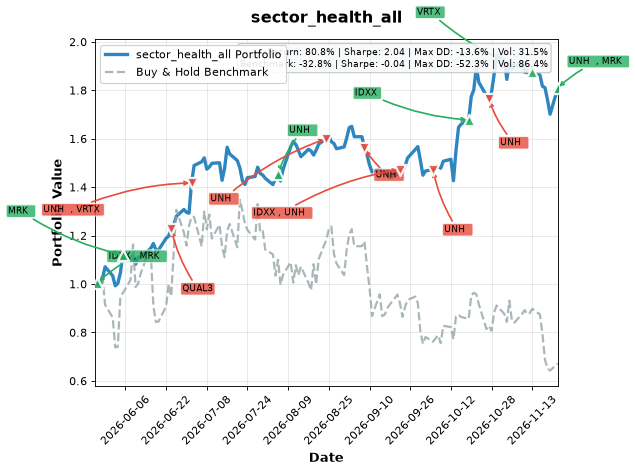 VRTX
sector_health_all
urn: 80.8% | Sharpe: 2.04 | Max DD: -13.6% | Vol: 31.5%
-32.8% | Sharpe: -0.04 | Max DD: -52.3% | Vol: 86.4%
sector_health_all Portfolio
Buy & Hold Benchmark
UNH , MRK
IDXX
UNH
UNH
UNH
UNH
UNH , VRTX
MRK
IDXX , UNH
UNH
, MRK
QUAL3
Portfolio Value
2.0
1.8
1.6
1.4
1.2
1.0
0.8
0.6
2026-06-06
2026-06-22
2026-07-08
2026-07-24
2026-08-09
2026-08-25
2026-09-10
2026-09-26
2026-10-12
2026-10-28
2026-11-13
Date